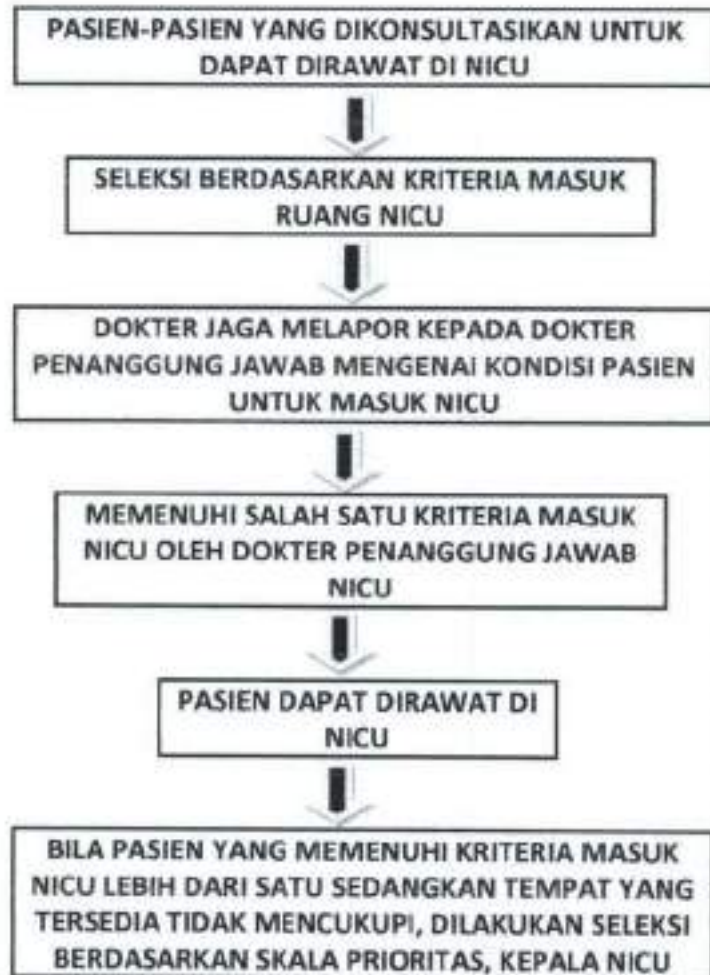 PASIEN-PASIEN YANG DIKONSULTASIKAN UNTUK
DAPAT DIRAWAT DI NICU
SELEKSI BERDASARKAN KRITERIA MASUK
RUANG NICU
DOKTER JAGA MELAPOR KEPADA DOKTER
PENANGGUNG JAWAB MENGENAI KONDISI PASIEN
UNTUK MASUK NICU
MEMENUHI SALAH SATU KRITERIA MASUK
NICU OLEH DOKTER PENANGGUNG JAWAB
NICU
PASIEN DAPAT DIRAWAT DI
NICU
BILA PASIEN YANG MEMENUHI KRITERIA MASUK
NICU LEBIH DARI SATU SEDANGKAN TEMPAT YANG
TERSEDIA TIDAK MENCUKUPI, DILAKUKAN SELEKSI
BERDASARKAN SKALA PRIORITAS, KEPALA NICU